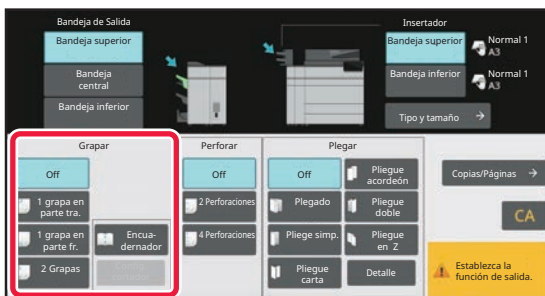 Bandeja de Salida
Bandeja superior
Bandeja
central
Bandeja inferior
Insertador
Bandeja superior
Normal 1
A3
Bandeja inferior
Normal 1
A3
Tipo y tamaño
Grapar
Off
1 grapa en
parte tra.
1 grapa en
parte fr.
2 Grapas
Encua-
dernador
Perforar
Off
2 Perforaciones
4 Perforaciones
Plegar
Off
Plegado
Pliege simp.
Pliegue
carta
Pliegue
acordeón
Pliegue
doble
Pliegue
en Z
Detalle
Copias/Páginas
CA
Establezca la
función de salida.